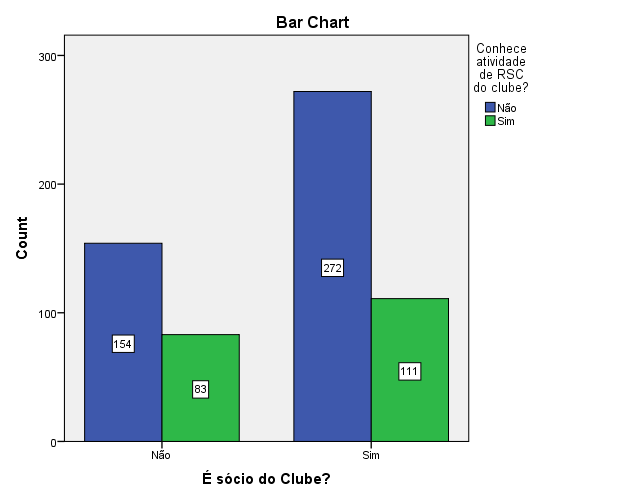 Bar Chart
Conhece
atividade
de RSC
do clube?
Não
Sim
300
200
100
0
Count
154
83
272
111
Não
Sim
É sócio do Clube?